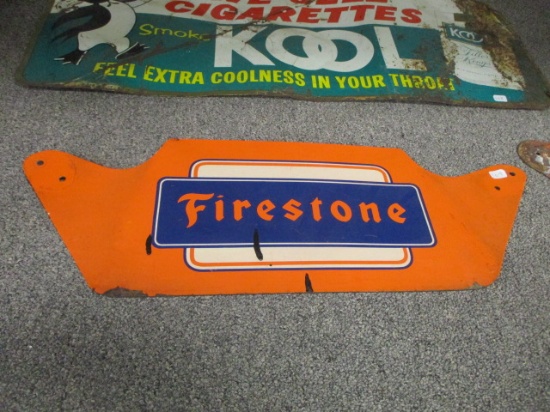 CIGARETTES
Smoke KOOL
KOOL
FEEL EXTRA COOLNESS IN YOUR THROAT
Firestone